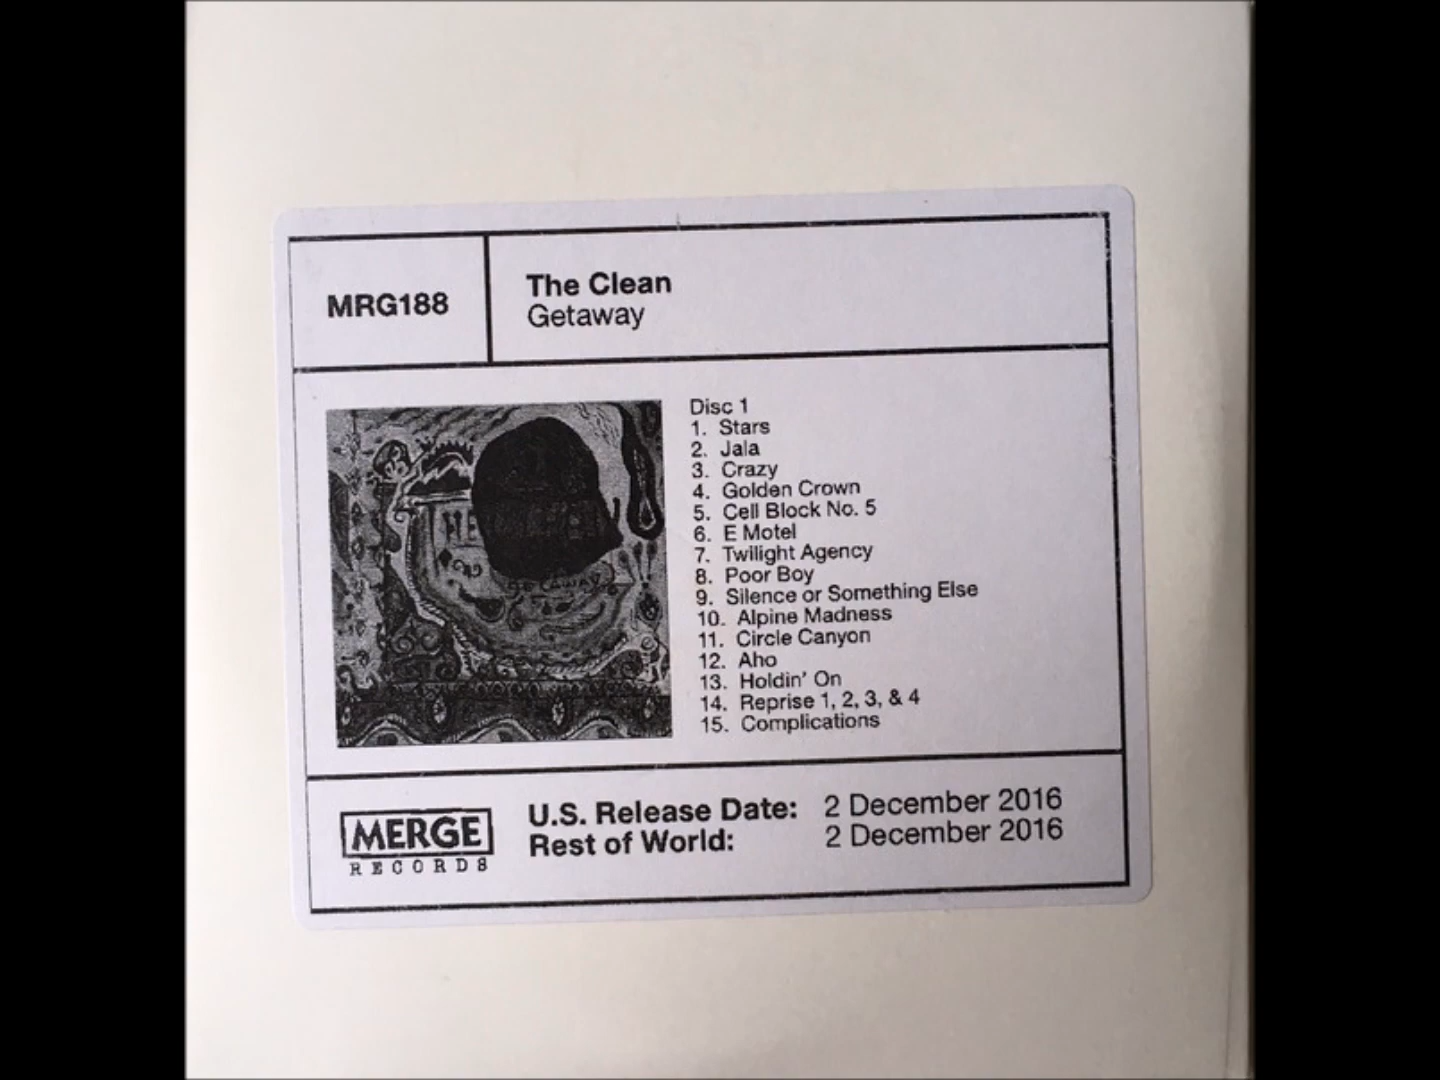 MRG188
The Clean
Getaway
Disc 1
1. Stars
2. Jala
3. Crazy
4. Golden Crown
5. Cell Block No. 5
6. E Motel
7. Twilight Agency
8. Poor Boy
9. Silence or Something Else
10. Alpine Madness
11. Circle Canyon
12. Aho
13. Holdin' On
14. Reprise 1, 2, 3, & 4
15. Complications
GETAWAY
MERGE
RECORDS
U.S. Release Date: 2 December 2016
Rest of World: 2 December 2016